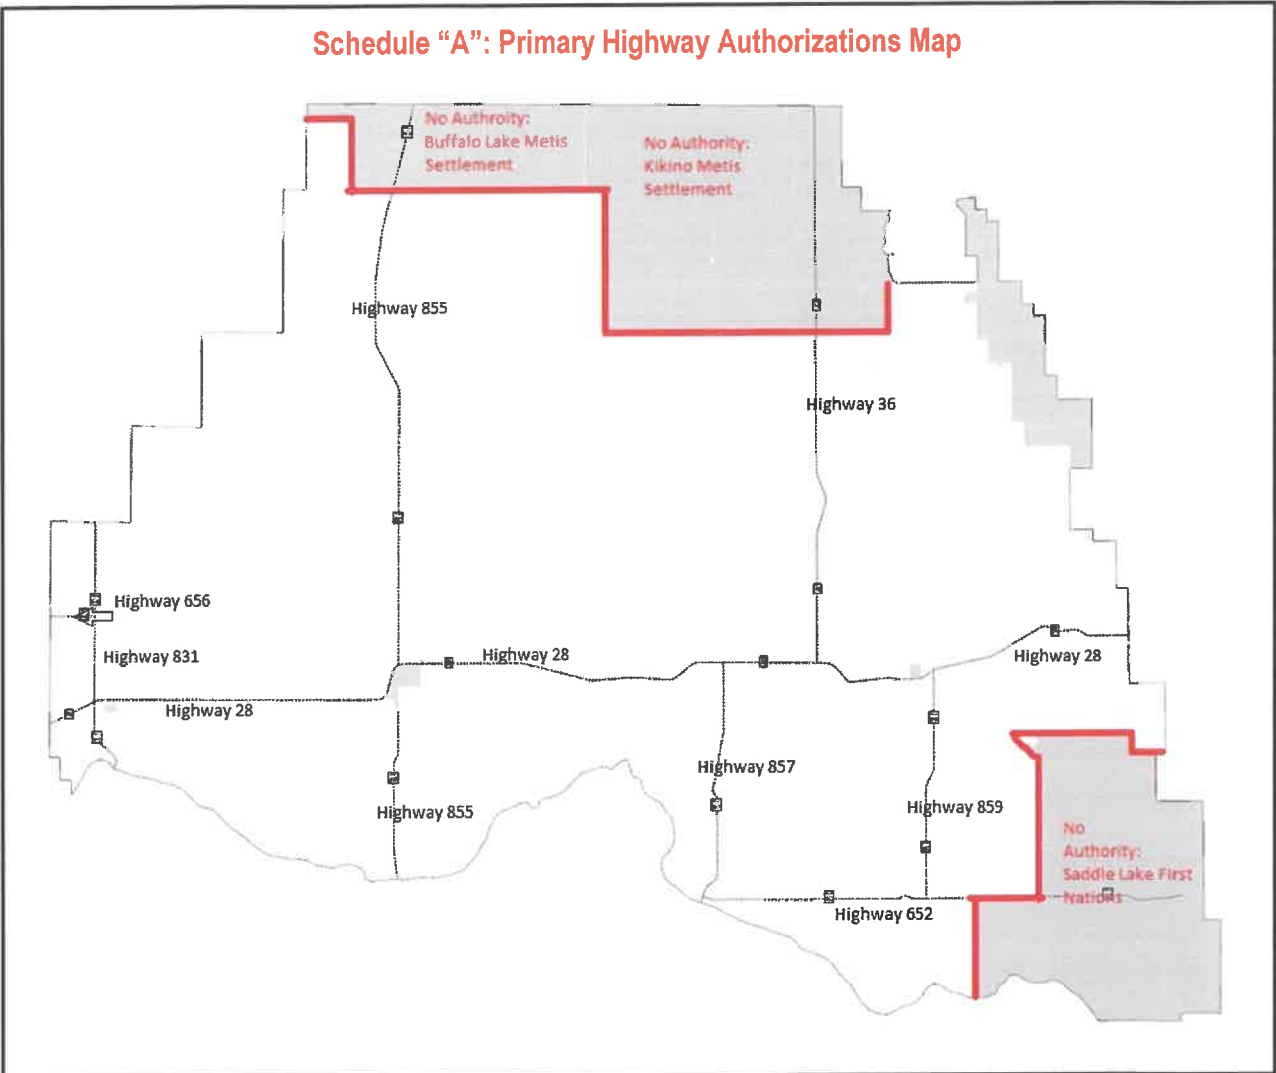 Schedule “A”: Primary Highway Authorizations Map
No Authroity:
Buffalo Lake Metis
Settlement
No Authority:
Kikino Metis
Settlement
Highway 855
Highway 36
Highway 656
Highway 831
Highway 28
Highway 28
Highway 28
Highway 857
Highway 855
Highway 859
No
Authority:
Saddle Lake First
Nations
Highway 652